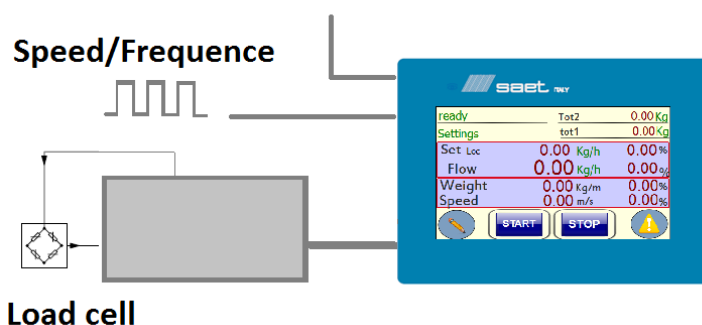 Speed/Frequence
saet ITALY
ready Tot2 0.00 Kg
Settings tot1 0.00 Kg
Set Loc 0.00 Kg/h 0.00 %
Flow 0.00 Kg/h 0.00 %
Weight 0.00 Kg/m 0.00%
Speed 0.00 m/s 0.00%
START STOP
Load cell